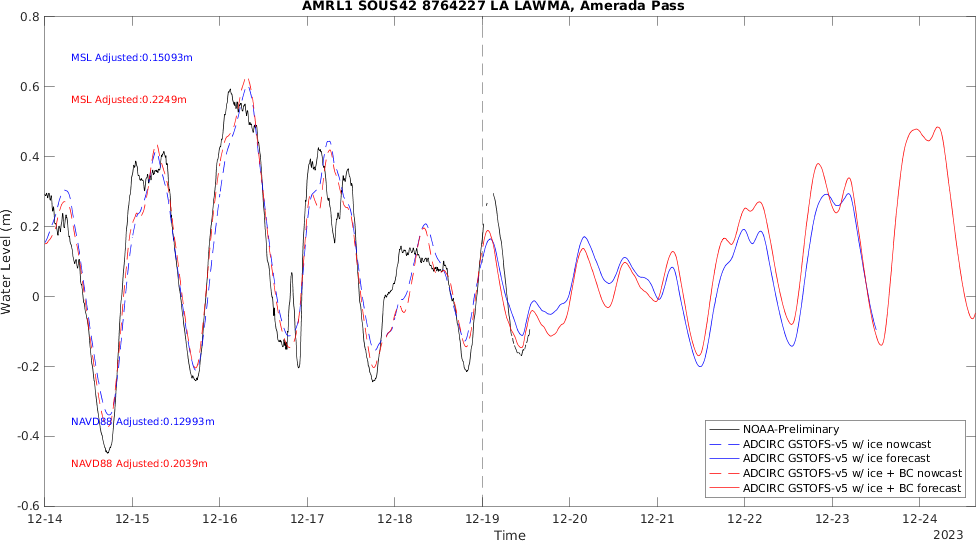 AMRL1 SOUS42 8764227 LA LAWMA, Amerada Pass
0.8
0.6
0.4
0.2
0
-0.2
-0.4
-0.6
Water Level (m)
MSL Adjusted:0.15093m
MSL Adjusted:0.2249m
NAVD88 Adjusted:0.12993m
NAVD88 Adjusted:0.2039m
NOAA-Preliminary
ADCIRC GSTOFS-v5 w/ ice nowcast
ADCIRC GSTOFS-v5 w/ ice forecast
ADCIRC GSTOFS-v5 w/ ice + BC nowcast
ADCIRC GSTOFS-v5 w/ ice + BC forecast
12-14 12-15 12-16 12-17 12-18 12-19 12-20 12-21 12-22 12-23 12-24
Time
2023